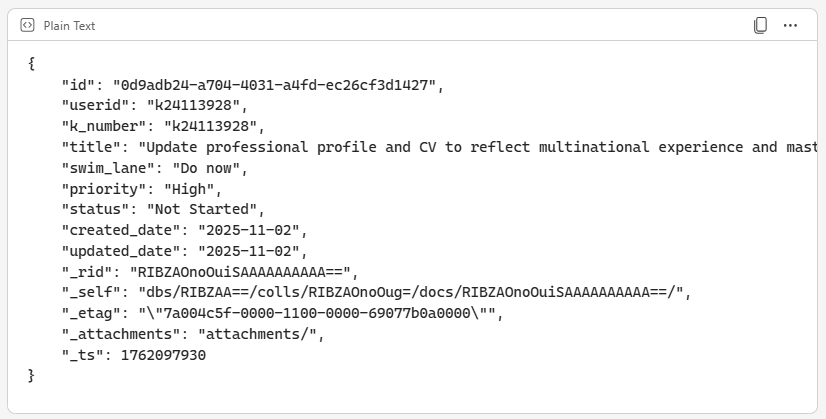 Plain Text
{
"id": "0d9adb24-a704-4031-a4fd-ec26cf3d1427",
"userid": "k24113928",
"k_number": "k24113928",
"title": "Update professional profile and CV to reflect multinational experience and mast
"swim_lane": "Do now",
"priority": "High",
"status": "Not Started",
"created_date": "2025-11-02",
"updated_date": "2025-11-02",
"_rid": "RIBZAOnoOuiSAAAAAAAAAA==",
"_self": "dbs/RIBZAA==/colls/RIBZAOnoOug=/docs/RIBZAOnoOuiSAAAAAAAAAA==/",
"_etag": "\"7a004c5f-0000-1100-0000-69077b0a0000\"",
"_attachments": "attachments/",
"_ts": 1762097930
}